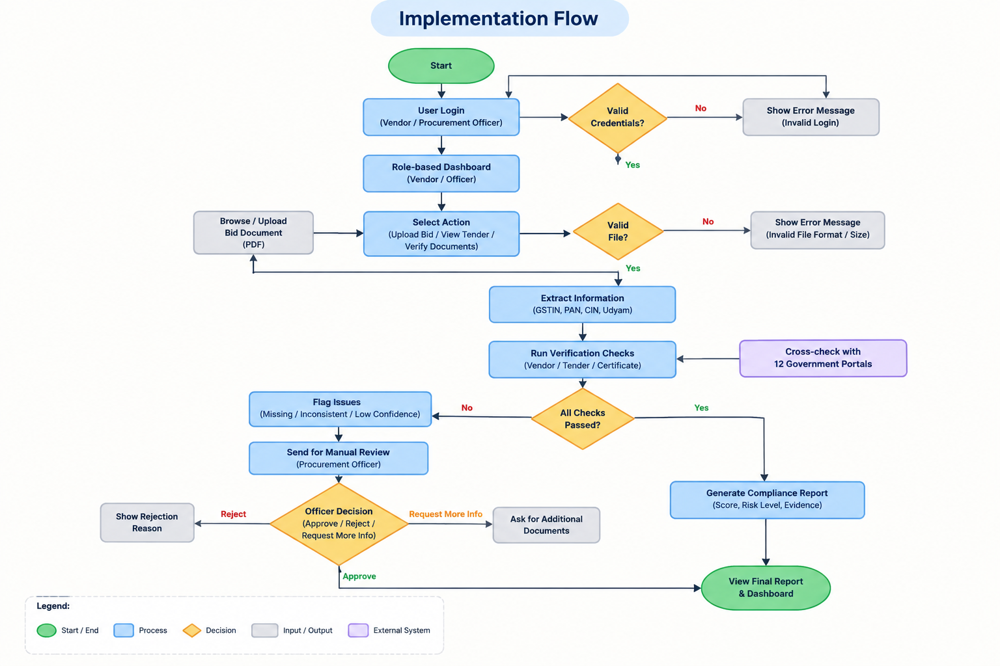 Implementation Flow
Start
User Login
(Vendor / Procurement Officer)
Valid
Credentials?
No
Show Error Message
(Invalid Login)
Yes
Role-based Dashboard
(Vendor / Officer)
Browse / Upload
Bid Document
(PDF)
Select Action
(Upload Bid / View Tender /
Verify Documents)
Valid
File?
No
Show Error Message
(Invalid File Format / Size)
Yes
Extract Information
(GSTIN, PAN, CIN, Udyam)
Run Verification Checks
(Vendor / Tender / Certificate)
Cross-check with
12 Government Portals
All Checks
Passed?
No
Yes
Flag Issues
(Missing / Inconsistent / Low Confidence)
Send for Manual Review
(Procurement Officer)
Officer Decision
(Approve / Reject /
Request More Info)
Reject
Show Rejection
Reason
Request More Info
Ask for Additional
Documents
Generate Compliance Report
(Score, Risk Level, Evidence)
Approve
View Final Report
& Dashboard
Legend:
Start / End
Process
Decision
Input / Output
External System